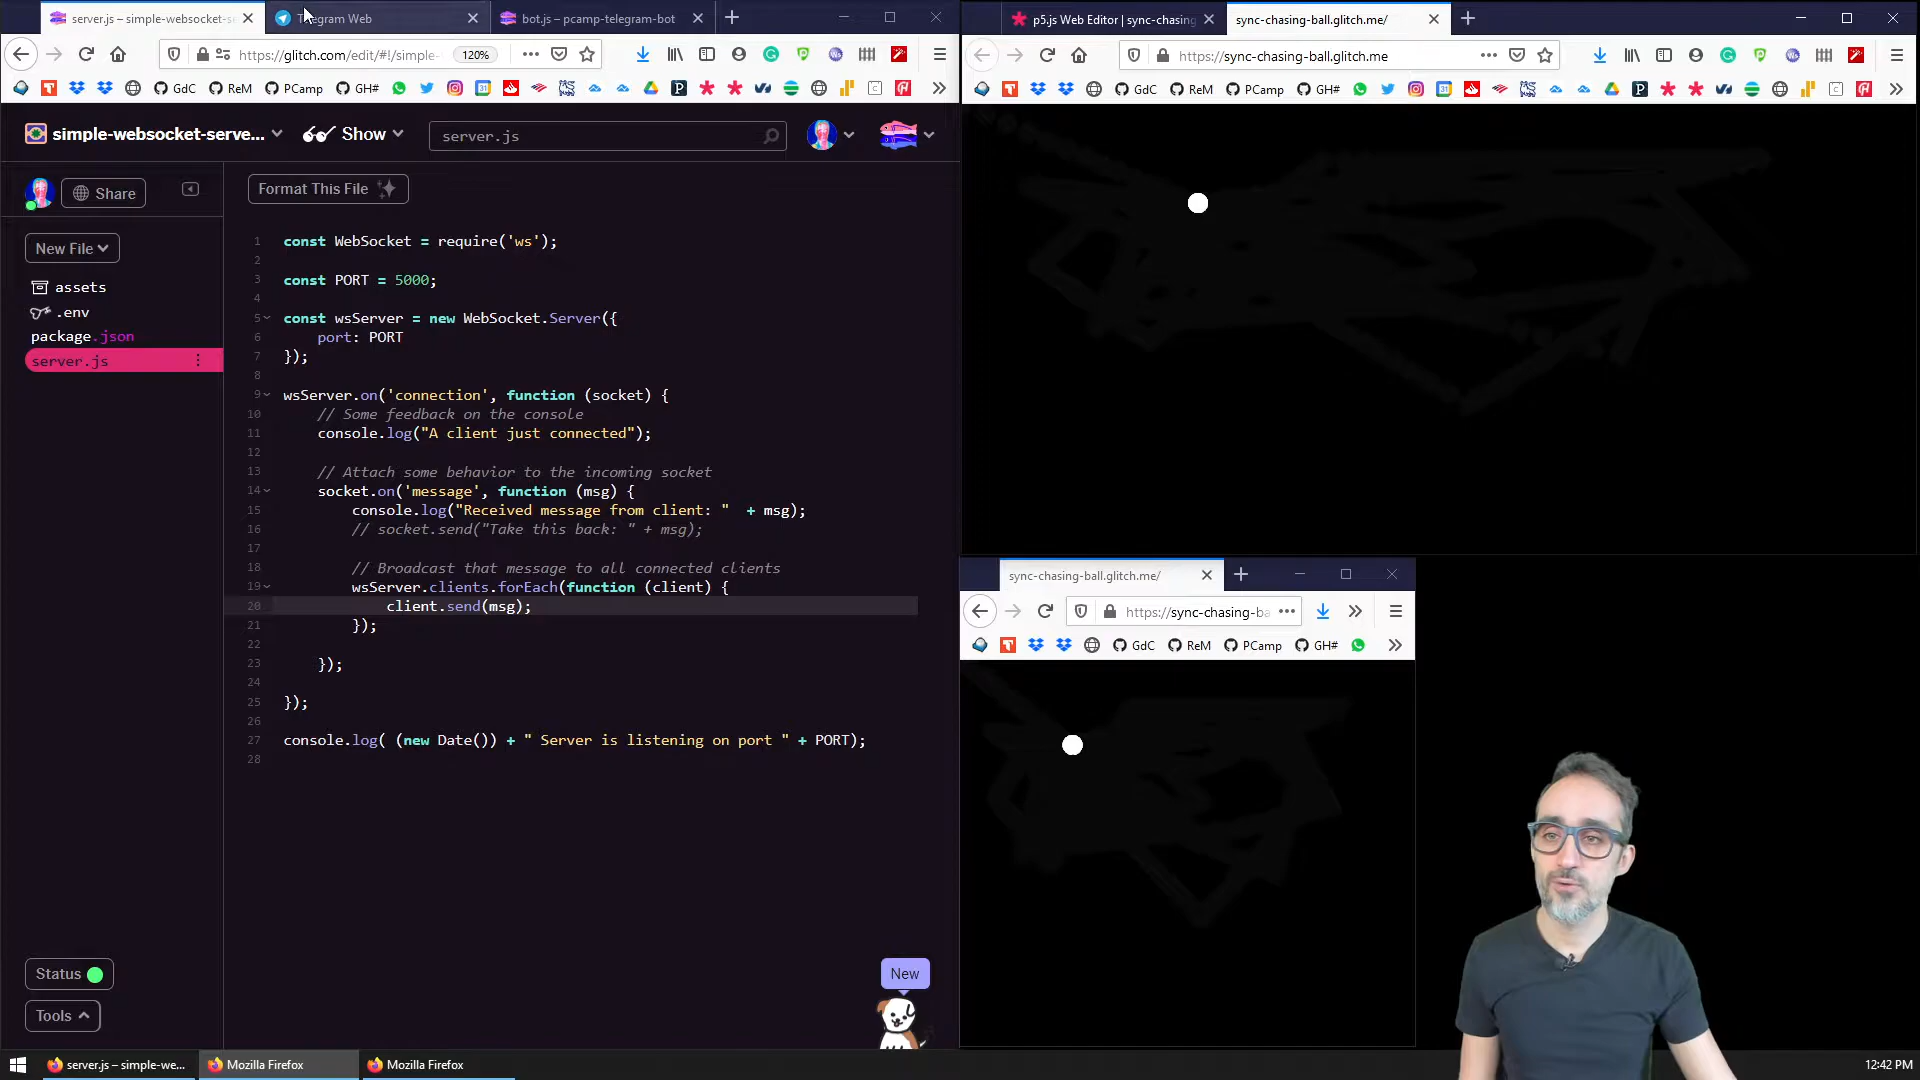 server.js – simple-websocket-se
Telegram Web
bot.js – pcamp-telegram-bot
https://glitch.com/edit/#!/simple-
120%
GdC
ReM
PCamp
GH#
simple-websocket-serve...
Show
server.js
Share
Format This File
New File
assets
.env
package.json
server.js
1 const WebSocket = require('ws');
2
3 const PORT = 5000;
4
5 const wsServer = new WebSocket.Server({
6 port: PORT
7 });
8
9 wsServer.on('connection', function (socket) {
10 // Some feedback on the console
11 console.log("A client just connected");
12
13 // Attach some behavior to the incoming socket
14 socket.on('message', function (msg) {
15 console.log("Received message from client: " + msg);
16 // socket.send("Take this back: " + msg);
17
18 // Broadcast that message to all connected clients
19 wsServer.clients.forEach(function (client) {
20 client.send(msg);
21 });
22
23 });
24
25 });
26
27 console.log( (new Date()) + " Server is listening on port " + PORT);
28
Status
Tools
New
p5.js Web Editor | sync-chasing
sync-chasing-ball.glitch.me/
https://sync-chasing-ball.glitch.me
GdC
ReM
PCamp
GH#
sync-chasing-ball.glitch.me/
https://sync-chasing-ba
GdC
ReM
PCamp
GH#
server.js – simple-we...
Mozilla Firefox
Mozilla Firefox
12:42 PM